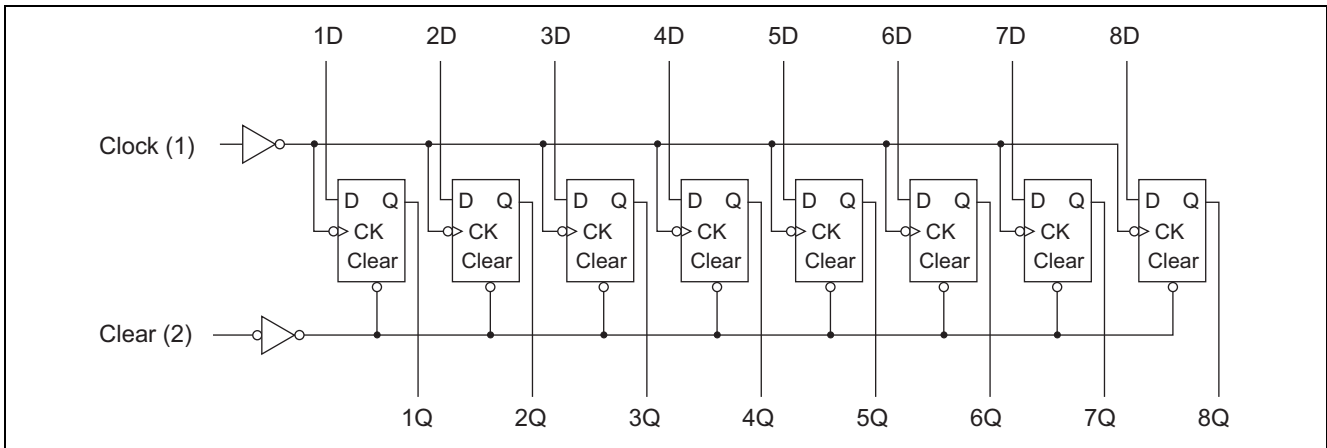 1D 2D 3D 4D 5D 6D 7D 8D
Clock (1)
D Q D Q D Q D Q D Q D Q D Q D Q
CK CK CK CK CK CK CK CK
Clear Clear Clear Clear Clear Clear Clear Clear
Clear (2)
1Q 2Q 3Q 4Q 5Q 6Q 7Q 8Q